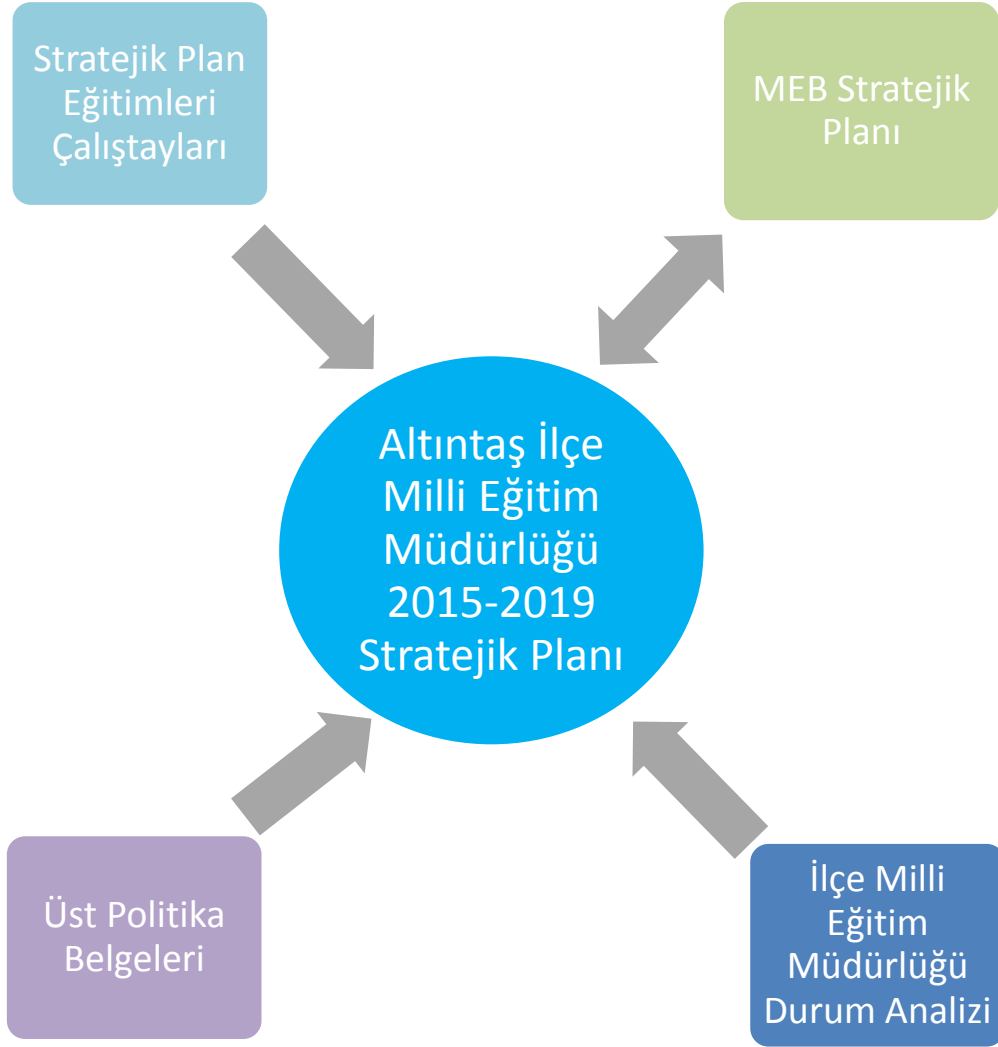 Stratejik Plan
Eğitimleri
Çalıştayları
MEB Stratejik
Planı
Altıntaş İlçe
Milli Eğitim
Müdürlüğü
2015-2019
Stratejik Planı
Üst Politika
Belgeleri
İlçe Milli
Eğitim
Müdürlüğü
Durum Analizi